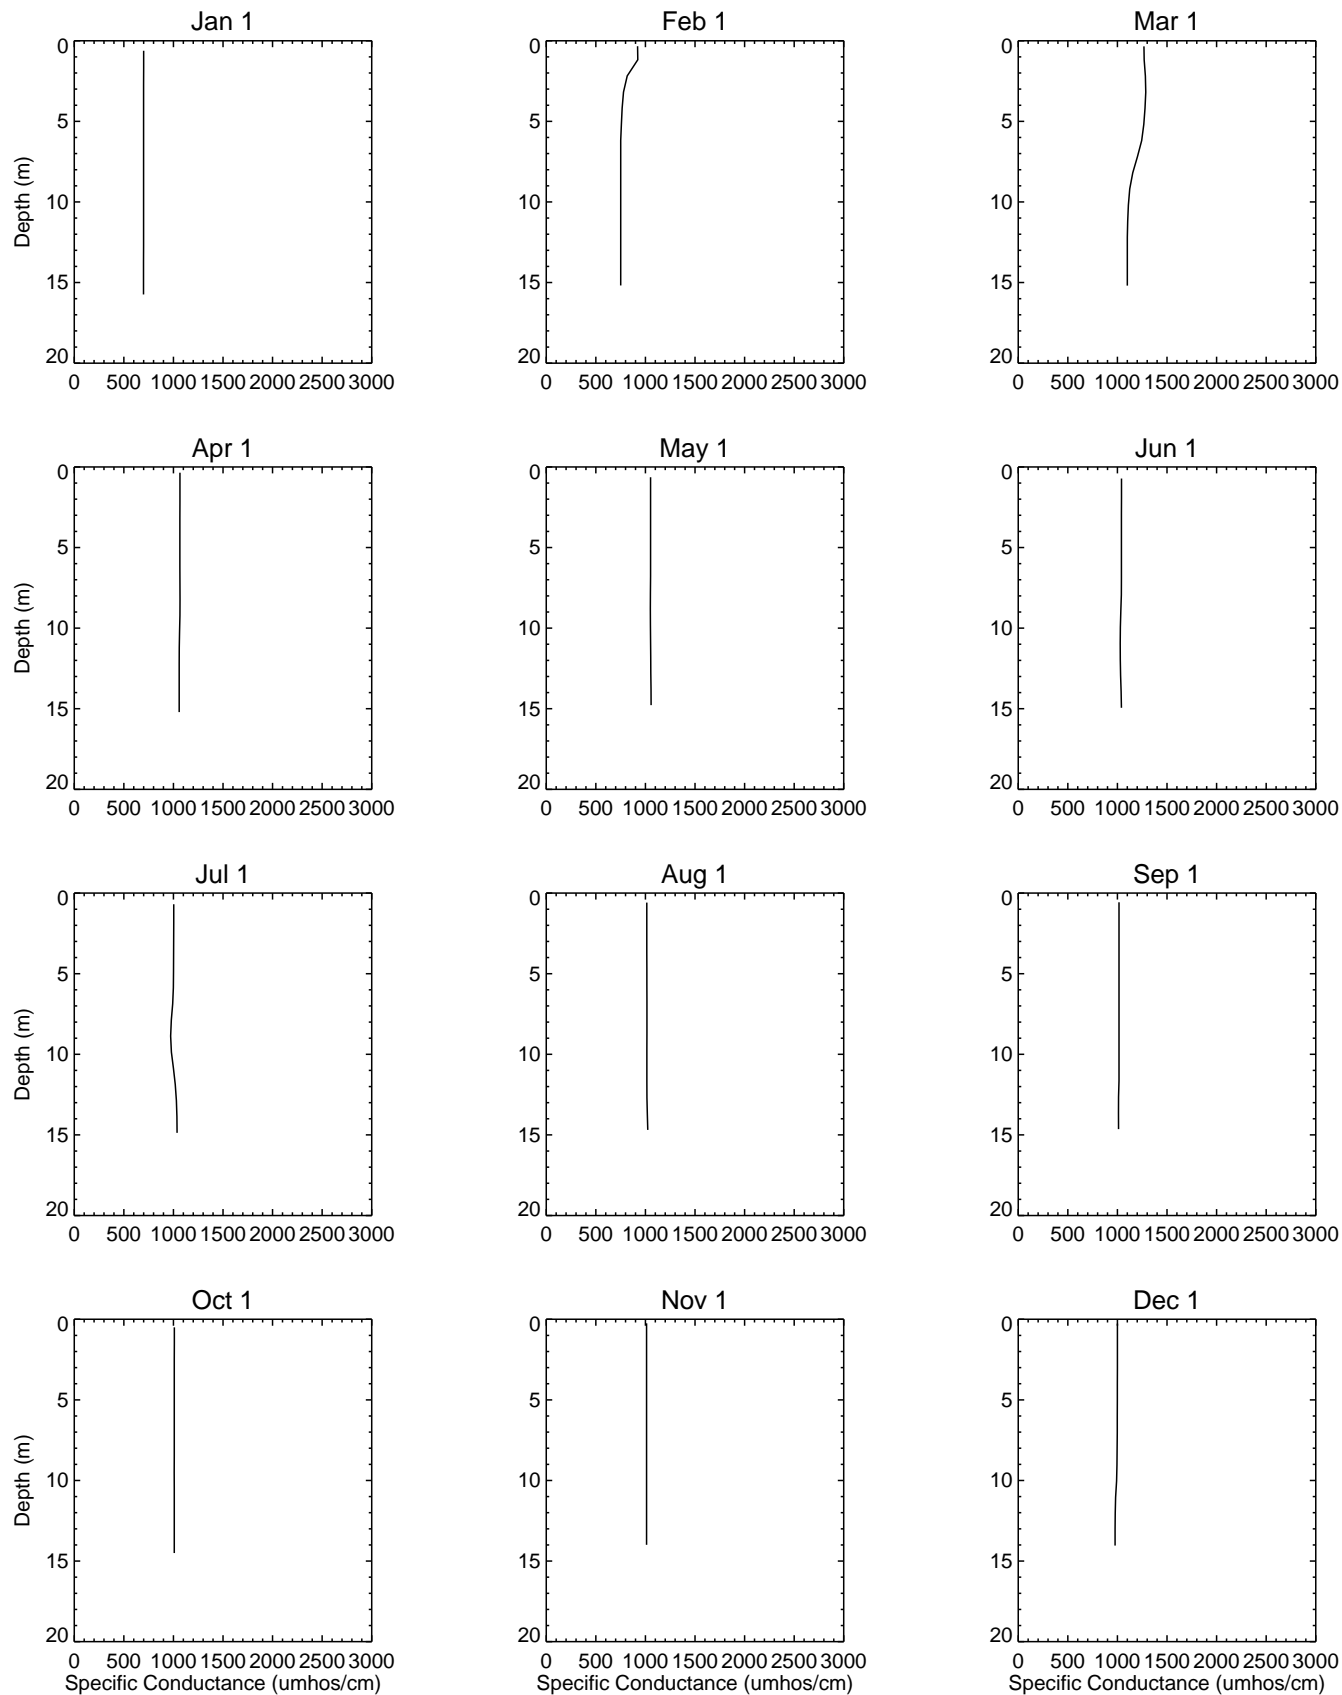 Jan 1 Feb 1 Mar 1
0 0 0
5 5 5
Depth (m)
10 10 10
15 15 15
20 20 20
0 500 1000 1500 2000 2500 3000 0 500 1000 1500 2000 2500 3000 0 500 1000 1500 2000 2500 3000
Apr 1 May 1 Jun 1
0 0 0
5 5 5
Depth (m)
10 10 10
15 15 15
20 20 20
0 500 1000 1500 2000 2500 3000 0 500 1000 1500 2000 2500 3000 0 500 1000 1500 2000 2500 3000
Jul 1 Aug 1 Sep 1
0 0 0
5 5 5
Depth (m)
10 10 10
15 15 15
20 20 20
0 500 1000 1500 2000 2500 3000 0 500 1000 1500 2000 2500 3000 0 500 1000 1500 2000 2500 3000
Oct 1 Nov 1 Dec 1
0 0 0
5 5 5
Depth (m)
10 10 10
15 15 15
20 20 20
0 500 1000 1500 2000 2500 3000 0 500 1000 1500 2000 2500 3000 0 500 1000 1500 2000 2500 3000
Specific Conductance (umhos/cm) Specific Conductance (umhos/cm) Specific Conductance (umhos/cm)